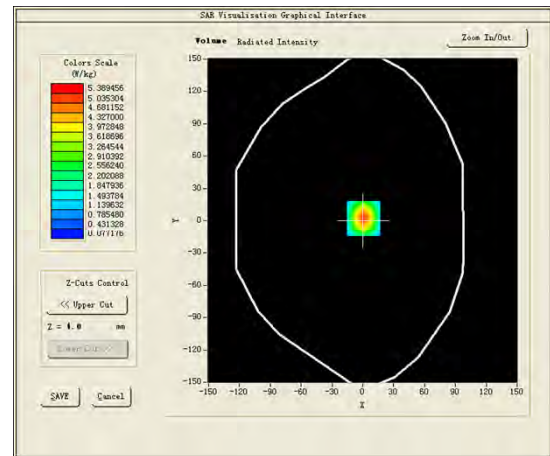 SAR Visualisation Graphical Interface
Volume Radiated Intensity
Zoom In/Out
Colors Scale
(W/kg)
5.389456
5.035304
4.681152
4.327000
3.972848
3.618696
3.264544
2.910392
2.556240
2.202088
1.847936
1.493784
1.139632
0.785480
0.431328
0.077176
Z-Cuts Control
<< Upper Cut
Z = 4.0 mm
SAVE
Cancel
150
120
90
60
30
0
-30
-60
-90
-120
-150
Y
-150 -120 -90 -60 -30 0 30 60 90 120 150
X